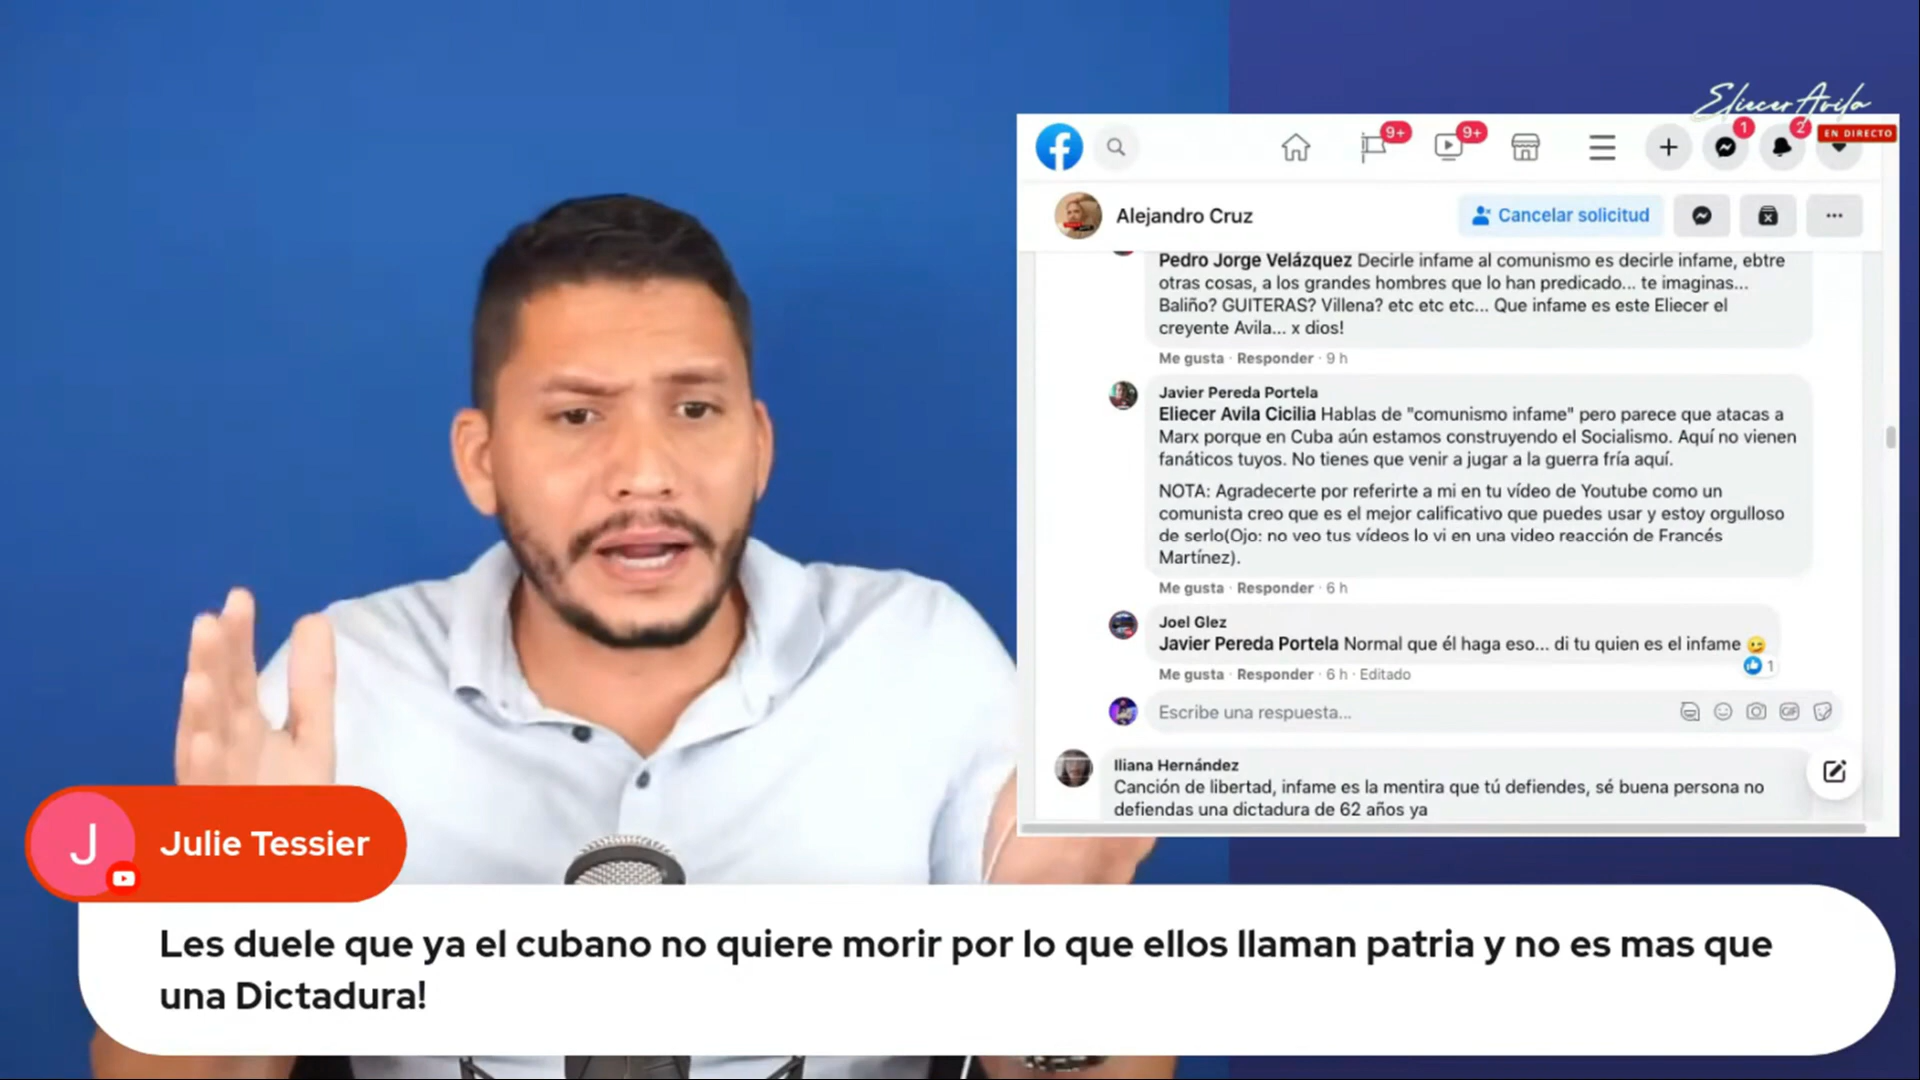 Eliecer Avila
EN DIRECTO
9+
9+
1
2
Alejandro Cruz
Cancelar solicitud
Pedro Jorge Velázquez Decirle infame al comunismo es decirle infame, ebtre
otras cosas, a los grandes hombres que lo han predicado... te imaginas...
Baliño? GUITERAS? Villena? etc etc etc... Que infame es este Eliecer el
creyente Avila... x dios!
Me gusta · Responder · 9 h
Javier Pereda Portela
Eliecer Avila Cicilia Hablas de "comunismo infame" pero parece que atacas a
Marx porque en Cuba aún estamos construyendo el Socialismo. Aquí no vienen
fanáticos tuyos. No tienes que venir a jugar a la guerra fría aquí.
NOTA: Agradecerte por referirte a mi en tu vídeo de Youtube como un
comunista creo que es el mejor calificativo que puedes usar y estoy orgulloso
de serlo(Ojo: no veo tus vídeos lo vi en una video reacción de Francés
Martínez).
Me gusta · Responder · 6 h
Joel Glez
Javier Pereda Portela Normal que él haga eso... di tu quien es el infame 🥲
1
Me gusta · Responder · 6 h · Editado
Escribe una respuesta...
GIF
Iliana Hernández
Canción de libertad, infame es la mentira que tú defiendes, sé buena persona no
defiendas una dictadura de 62 años ya
J
Julie Tessier
Les duele que ya el cubano no quiere morir por lo que ellos llaman patria y no es mas que
una Dictadura!